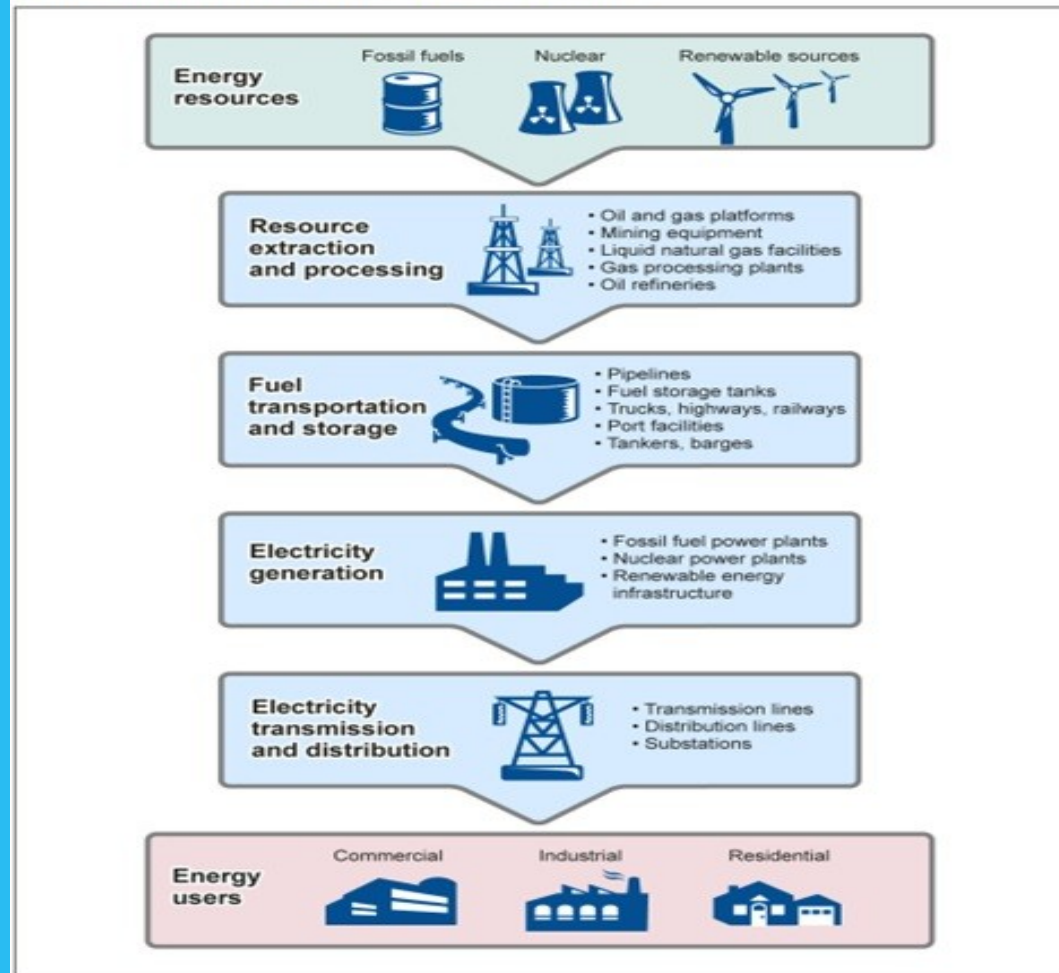 Fossil fuels Nuclear Renewable sources
Energy
resources
Resource
extraction
and processing
• Oil and gas platforms
• Mining equipment
• Liquid natural gas facilities
• Gas processing plants
• Oil refineries
Fuel
transportation
and storage
• Pipelines
• Fuel storage tanks
• Trucks, highways, railways
• Port facilities
• Tankers, barges
Electricity
generation
• Fossil fuel power plants
• Nuclear power plants
• Renewable energy
infrastructure
Electricity
transmission
and distribution
• Transmission lines
• Distribution lines
• Substations
Commercial Industrial Residential
Energy
users